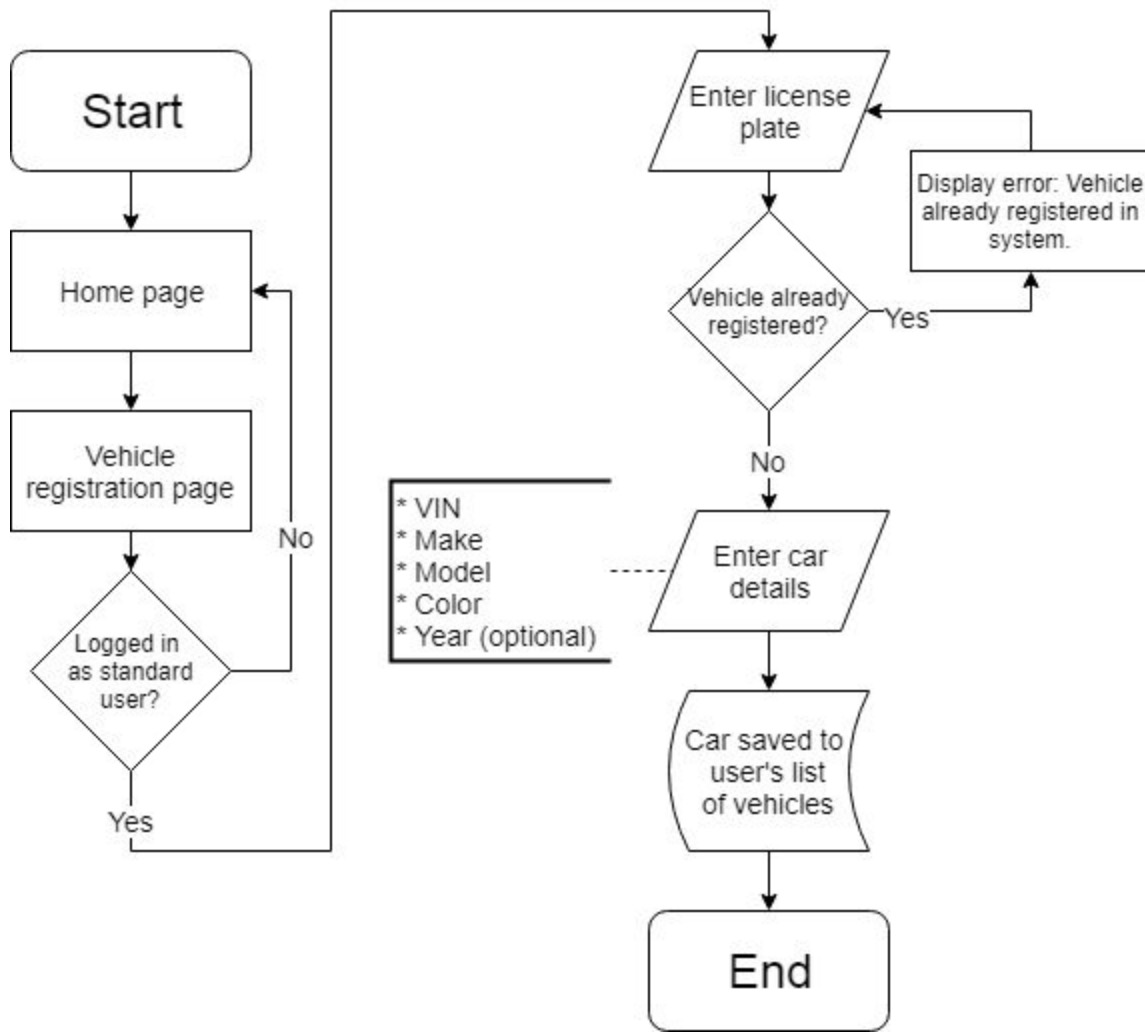 Start
Home page
Vehicle
registration page
No
Logged in
as standard
user?
Yes
Enter license
plate
Display error: Vehicle
already registered in
system.
Vehicle already
registered?
Yes
No
* VIN
* Make
* Model
* Color
* Year (optional)
Enter car
details
Car saved to
user's list
of vehicles
End